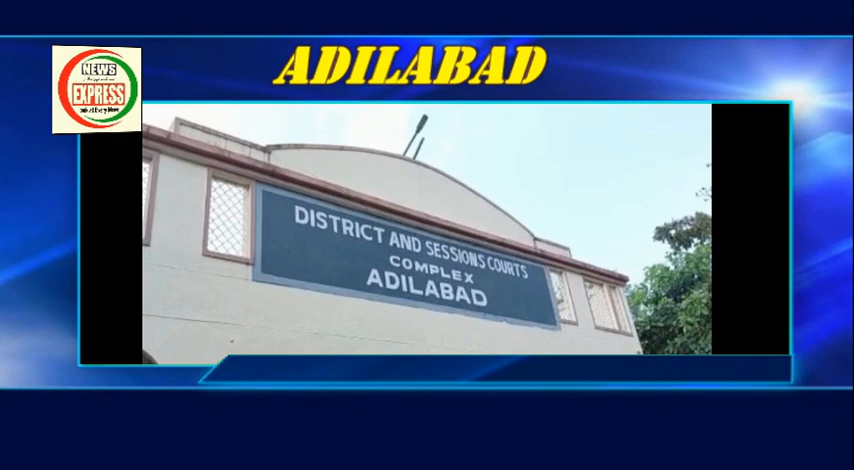 ADILABAD
NEWS
EXPRESS
DISTRICT AND SESSIONS COURTS
COMPLEX
ADILABAD